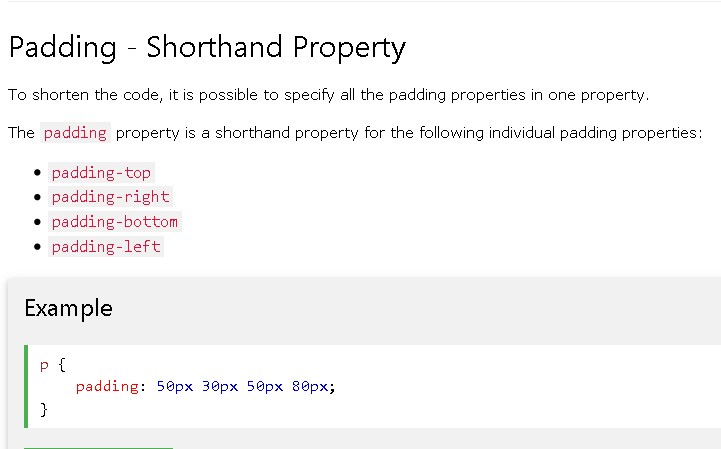 Padding - Shorthand Property
To shorten the code, it is possible to specify all the padding properties in one property.
The padding property is a shorthand property for the following individual padding properties:
padding-top
padding-right
padding-bottom
padding-left
Example
p {
    padding: 50px 30px 50px 80px;
}